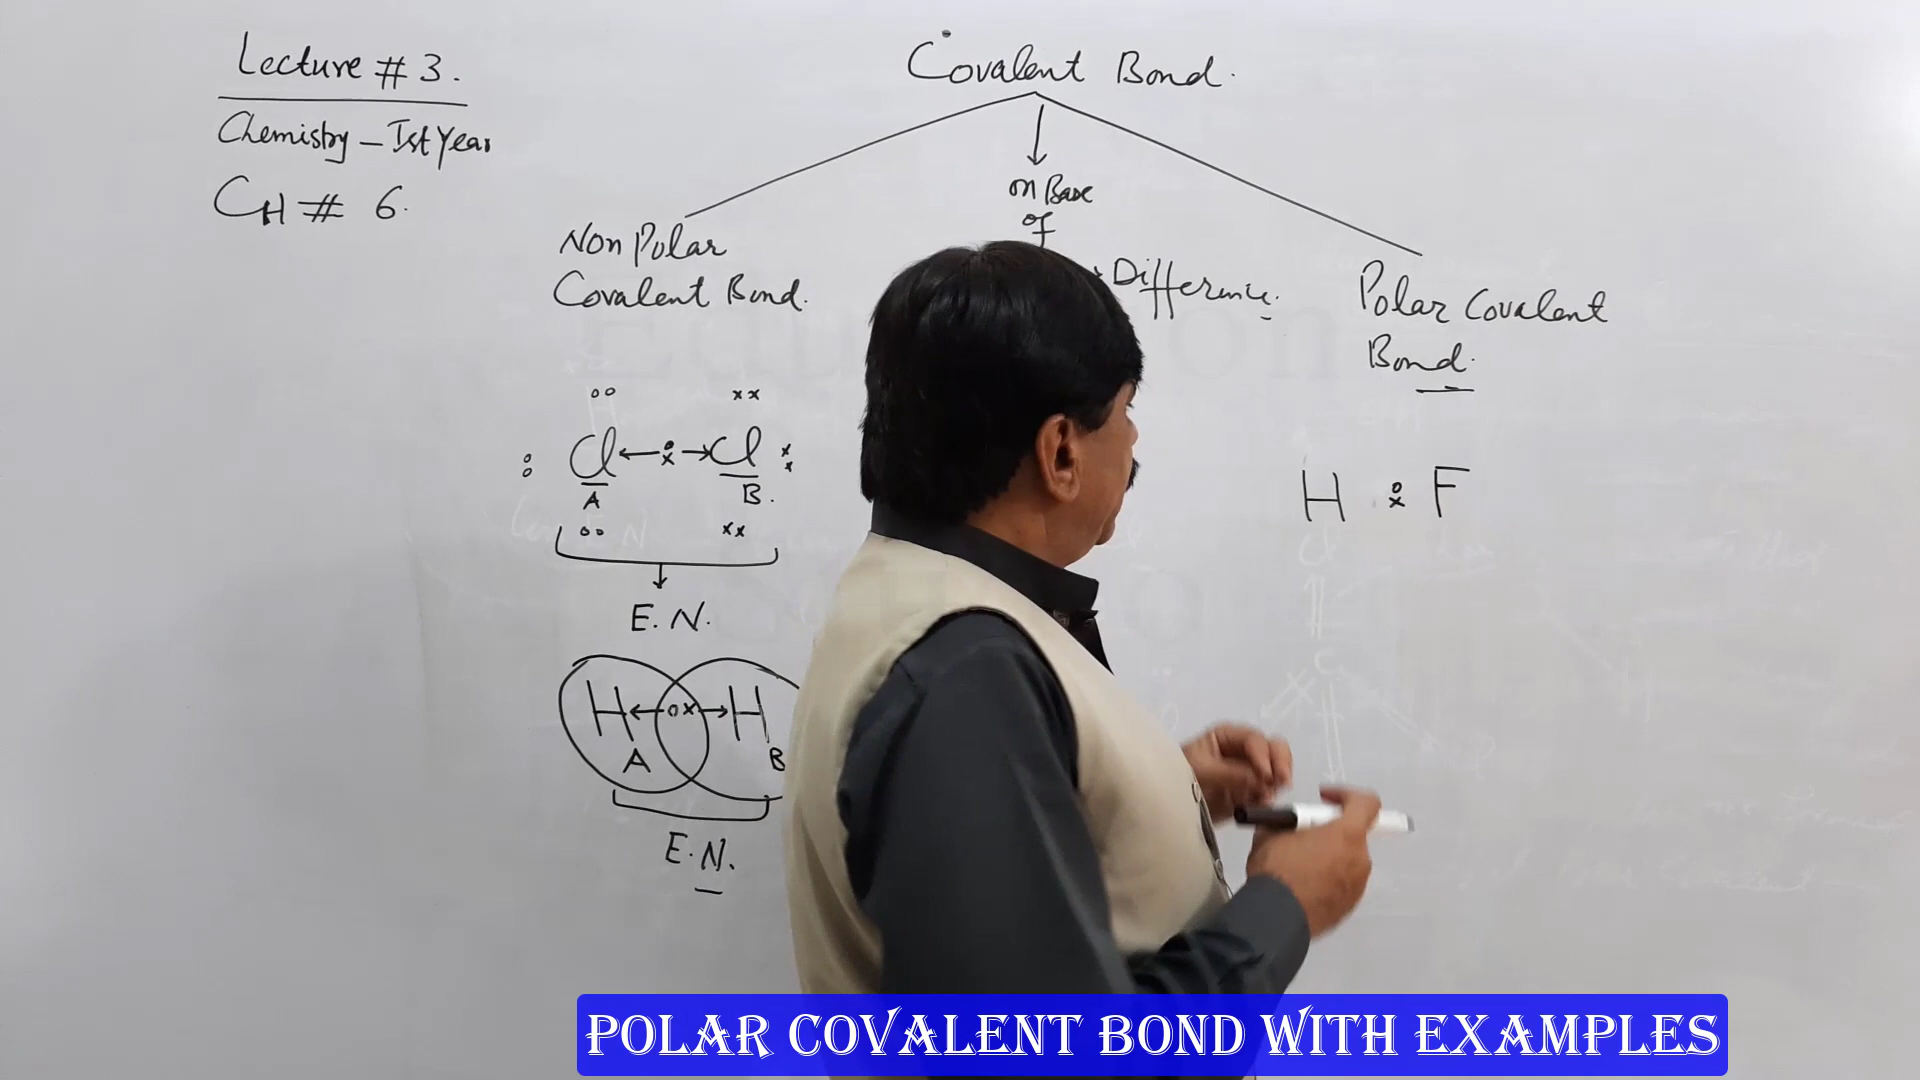 Lecture # 3.
Chemistry - Ist Year
CH # 6.
Covalent Bond.
on Base
of
Difference.
Non Polar
Covalent Bond.
Polar Covalent
Bond.
Cl Cl
A B.
E.N.
H ox H
A B
E.N.
H F
POLAR COVALENT BOND WITH EXAMPLES